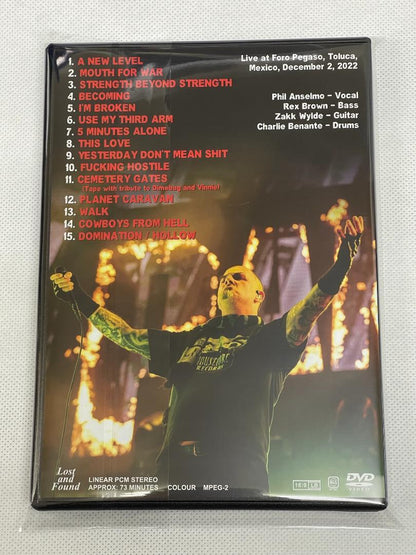 1. A NEW LEVEL
2. MOUTH FOR WAR
3. STRENGTH BEYOND STRENGTH
4. BECOMING
5. I'M BROKEN
6. USE MY THIRD ARM
7. 5 MINUTES ALONE
8. THIS LOVE
9. YESTERDAY DON'T MEAN SHIT
10. FUCKING HOSTILE
11. CEMETERY GATES
(Tape with tribute to Dimebag and Vinnie)
12. PLANET CARAVAN
13. WALK
14. COWBOYS FROM HELL
15. DOMINATION / HOLLOW
Live at Foro Pegaso, Toluca,
Mexico, December 2, 2022
Phil Anselmo – Vocal
Rex Brown – Bass
Zakk Wylde – Guitar
Charlie Benante – Drums
Lost
and
Found
LINEAR PCM STEREO
APPROX: 73 MINUTES COLOUR MPEG-2
16:9 LB
DVD
VIDEO